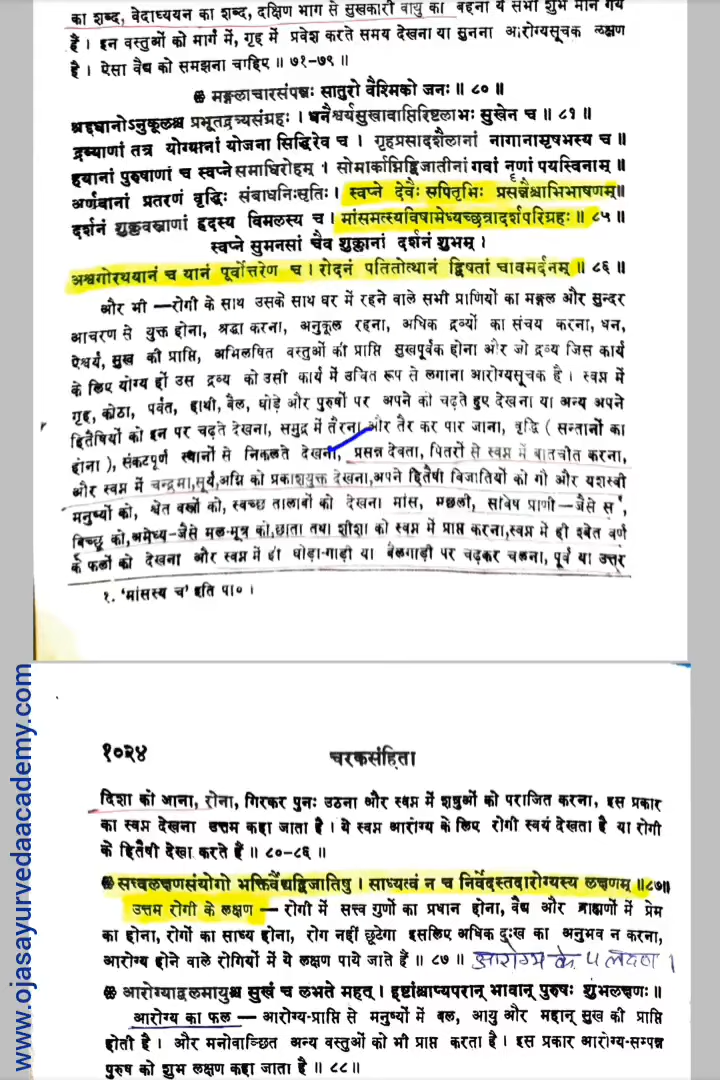 का शब्द, वेदाध्ययन का शब्द, दक्षिण भाग से सुखकारी वायु का बहना ये सभी शुभ माने गये
हैं । इन वस्तुओं को मार्ग में, गृह में प्रवेश करते समय देखना या सुनना आरोग्यसूचक लक्षण
है । ऐसा वैद्य को समझना चाहिए ॥ ७१-७९ ॥
मङ्गलाचारसंपन्नः सातुरो वैश्मिको जनः ॥ ८० ॥
श्रद्दधानोऽनुकूलश्च प्रभूतद्रव्यसंग्रहः । धनैश्वर्यसुखावाप्तिरिष्टलाभः सुखेन च ॥ ८१ ॥
द्रव्याणां तत्र योग्यानां योजना सिद्धिरेव च । गृहप्रसादशैलानां नागानामृषभस्य च ॥
हयानां पुरुषाणां च स्वप्ने समाधिरोहम् । सोमार्काग्निद्विजातीनां गवां नॄणां पयस्विनाम् ॥
अर्णवानां प्रतरणं वृद्धिः संबाधनिःसृतिः । स्वप्ने देवैः सपितृभिः प्रसन्नैश्चाभिभाषणम् ॥
दर्शनं शुक्लवस्त्राणां ह्रदस्य विमलस्य च । मांसमत्स्यविषामेध्यच्छत्रादर्शपरिग्रहः ॥ ८५ ॥
स्वप्ने सुमनसां चैव शुक्लानां दर्शनं शुभम् ।
अश्वगोरथयानं च यानं पूर्वोत्तरेण च । रोदनं पतितोत्थानं द्विषतां चावमर्दनम् ॥ ८६ ॥
और भी —रोगी के साथ उसके साथ घर में रहने वाले सभी प्राणियों का मङ्गल और सुन्दर
आचरण से युक्त होना, श्रद्धा करना, अनुकूल रहना, अधिक द्रव्यों का संचय करना, धन,
ऐश्वर्य, सुख की प्राप्ति, अभिलषित वस्तुओं की प्राप्ति सुखपूर्वक होना और जो द्रव्य जिस कार्य
के लिए योग्य हों उस द्रव्य को उसी कार्य में उचित रूप से लगाना आरोग्यसूचक है । स्वप्न में
गृह, कोठा, पर्वत, हाथी, बैल, घोड़े और पुरुषों पर अपने को चढ़ते हुए देखना या अन्य अपने
हितैषियों को इन पर चढ़ते देखना, समुद्र में तैरना और तैर कर पार जाना, वृद्धि ( सन्तानों का
होना ), संकटपूर्ण स्थानों से निकलते देखना, प्रसन्न देवता, पितरों से स्वप्न में बातचीत करना,
और स्वप्न में चन्द्रमा,सूर्य,अग्नि को प्रकाशयुक्त देखना,अपने हितैषी विजातियों को गौ और यशस्वी
मनुष्यों को, श्वेत वस्त्रों को, स्वच्छ तालाबों को देखना मांस, मछली, सविष प्राणी—जैसे
बिच्छू को,अमेध्य-जैसे मल-मूत्र को,छाता तथा शीशा को स्वप्न में प्राप्त करना,स्वप्न में ही श्वेत वर्ण
के फलों को देखना और स्वप्न में ही घोड़ा-गाड़ी या बैलगाड़ी पर चढ़कर चलना, पूर्व या उत्तर
१. 'मांसस्य च' इति पा० ।
१०२४
चरकसंहिता
दिशा को आना, रोना, गिरकर पुनः उठना और स्वप्न में शत्रुओं को पराजित करना, इस प्रकार
का स्वप्न देखना उत्तम कहा जाता है । ये स्वप्न आरोग्य के लिए रोगी स्वयं देखता है या रोगी
के हितैषी देखा करते हैं ॥ ८०-८६ ॥
सत्त्वलक्षणसंयोगो भक्तिर्वैद्यद्विजातिषु । साध्यत्वं न च निर्वेदस्तदारोग्यस्य लक्षणम् ॥८७॥
उत्तम रोगी के लक्षण — रोगी में सत्त्व गुणों का प्रधान होना, वैद्य और ब्राह्मणों में प्रेम
का होना, रोगों का साध्य होना, रोग नहीं छूटेगा इसलिए अधिक दुःख का अनुभव न करना,
आरोग्य होने वाले रोगियों में ये लक्षण पाये जाते हैं ॥ ८७ ॥ आरोग्य के ५ लक्षण ।
आरोग्याद्बलमायुश्च सुखं च लभते महत् । इष्टांश्चाप्यपरान् भावान् पुरुषः शुभलक्षणः ॥
आरोग्य का फल — आरोग्य-प्राप्ति से मनुष्यों में बल, आयु और महान् सुख की प्राप्ति
होती है । और मनोवाञ्छित अन्य वस्तुओं को भी प्राप्त करता है । इस प्रकार आरोग्य-सम्पन्न
पुरुष को शुभ लक्षण कहा जाता है ॥ ८८ ॥
www.ojasayurvedaacademy.com